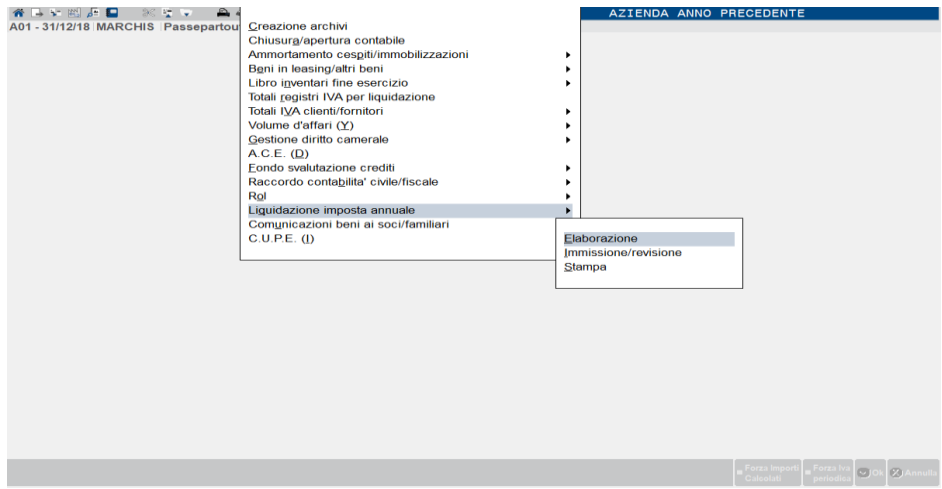 AZIENDA ANNO PRECEDENTE
A01 - 31/12/18 MARCHIS Passepartou
Creazione archivi
Chiusura/apertura contabile
Ammortamento cespiti/immobilizzazioni
Beni in leasing/altri beni
Libro inventari fine esercizio
Totali registri IVA per liquidazione
Totali IVA clienti/fornitori
Volume d'affari (Y)
Gestione diritto camerale
A.C.E. (D)
Fondo svalutazione crediti
Raccordo contabilita' civile/fiscale
Rol
Liquidazione imposta annuale
Comunicazioni beni ai soci/familiari
C.U.P.E. (I)
Elaborazione
Immissione/revisione
Stampa
Forza Importi
Calcolati
Forza Iva
periodica
Ok
Annulla